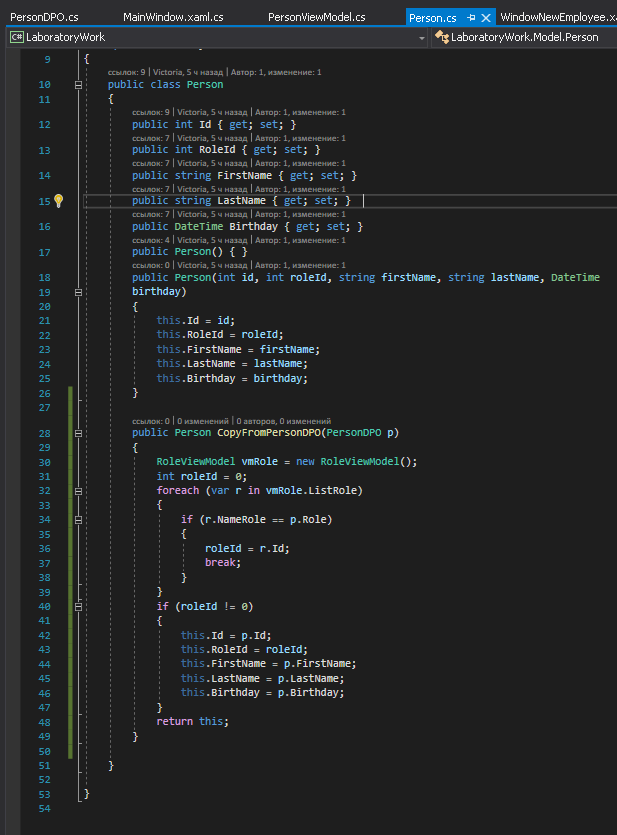 PersonDPO.cs MainWindow.xaml.cs PersonViewModel.cs Person.cs WindowNewEmployee.xa
C# LaboratoryWork LaboratoryWork.Model.Person
9 {
ссылок: 9 | Victoria, 5 ч назад | Автор: 1, изменение: 1
10 public class Person
11 {
ссылок: 9 | Victoria, 5 ч назад | Автор: 1, изменение: 1
12 public int Id { get; set; }
ссылок: 7 | Victoria, 5 ч назад | Автор: 1, изменение: 1
13 public int RoleId { get; set; }
ссылок: 7 | Victoria, 5 ч назад | Автор: 1, изменение: 1
14 public string FirstName { get; set; }
ссылок: 7 | Victoria, 5 ч назад | Автор: 1, изменение: 1
15 public string LastName { get; set; }
ссылок: 7 | Victoria, 5 ч назад | Автор: 1, изменение: 1
16 public DateTime Birthday { get; set; }
ссылок: 4 | Victoria, 5 ч назад | Автор: 1, изменение: 1
17 public Person() { }
ссылок: 0 | Victoria, 5 ч назад | Автор: 1, изменение: 1
18 public Person(int id, int roleId, string firstName, string lastName, DateTime
19 birthday)
20 {
21 this.Id = id;
22 this.RoleId = roleId;
23 this.FirstName = firstName;
24 this.LastName = lastName;
25 this.Birthday = birthday;
26 }
27
ссылок: 0 | 0 изменений | 0 авторов, 0 изменений
28 public Person CopyFromPersonDPO(PersonDPO p)
29 {
30 RoleViewModel vmRole = new RoleViewModel();
31 int roleId = 0;
32 foreach (var r in vmRole.ListRole)
33 {
34 if (r.NameRole == p.Role)
35 {
36 roleId = r.Id;
37 break;
38 }
39 }
40 if (roleId != 0)
41 {
42 this.Id = p.Id;
43 this.RoleId = roleId;
44 this.FirstName = p.FirstName;
45 this.LastName = p.LastName;
46 this.Birthday = p.Birthday;
47 }
48 return this;
49 }
50
51 }
52
53 }
54